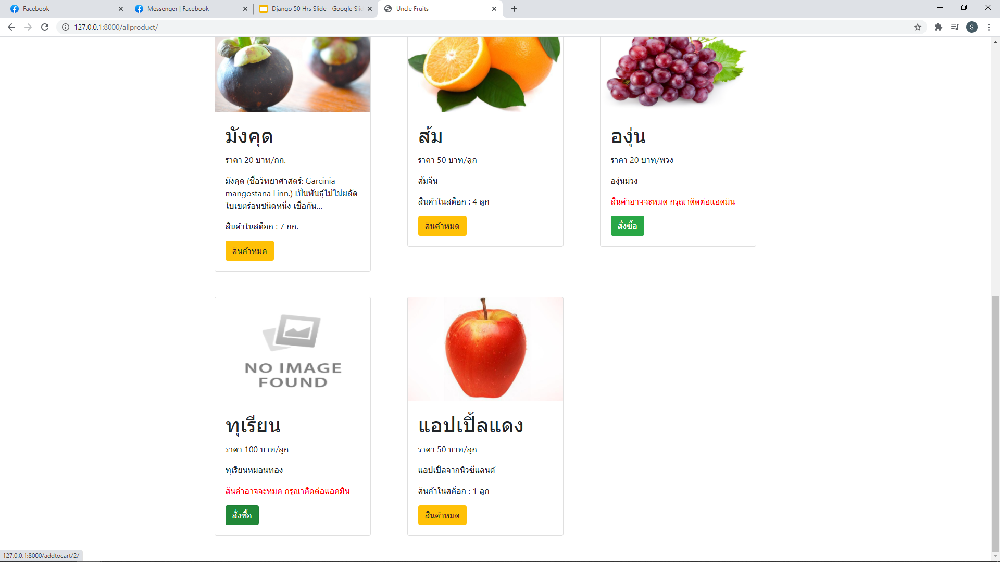 Facebook
Messenger | Facebook
Django 50 Hrs Slide - Google Slid
Uncle Fruits
127.0.0.1:8000/allproduct/
S
มังคุด
ราคา 20 บาท/กก.
มังคุด (ชื่อวิทยาศาสตร์: Garcinia
mangostana Linn.) เป็นพันธุ์ไม้ไม่ผลัด
ใบเขตร้อนชนิดหนึ่ง เชื่อกัน...
สินค้าในสต็อก : 7 กก.
สินค้าหมด
ส้ม
ราคา 50 บาท/ลูก
ส้มจีน
สินค้าในสต็อก : 4 ลูก
สินค้าหมด
องุ่น
ราคา 20 บาท/พวง
องุ่นม่วง
สินค้าอาจจะหมด กรุณาติดต่อแอดมิน
สั่งซื้อ
NO IMAGE
FOUND
ทุเรียน
ราคา 100 บาท/ลูก
ทุเรียนหมอนทอง
สินค้าอาจจะหมด กรุณาติดต่อแอดมิน
สั่งซื้อ
แอปเปิ้ลแดง
ราคา 50 บาท/ลูก
แอปเปิ้ลจากนิวซีแลนด์
สินค้าในสต็อก : 1 ลูก
สินค้าหมด
127.0.0.1:8000/addtocart/2/